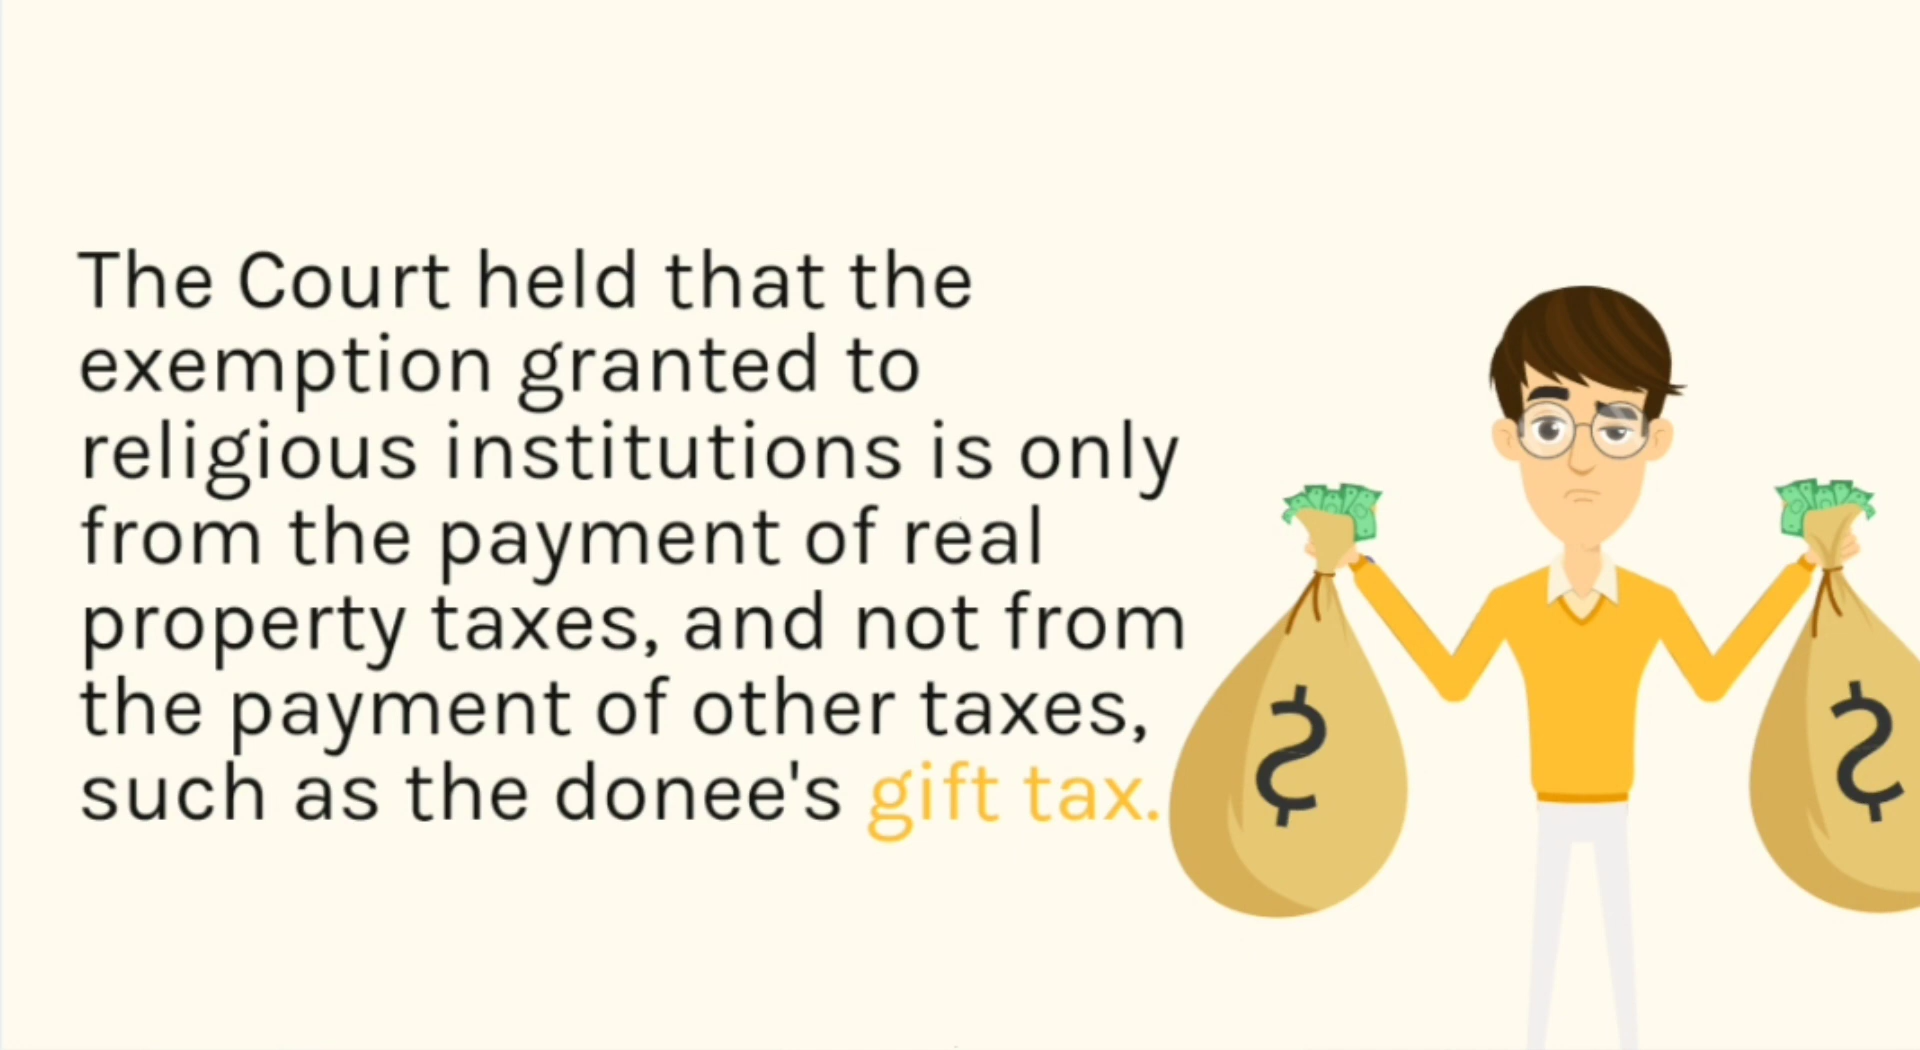 The Court held that the
exemption granted to
religious institutions is only
from the payment of real
property taxes, and not from
the payment of other taxes,
such as the donee's gift tax.
$
$